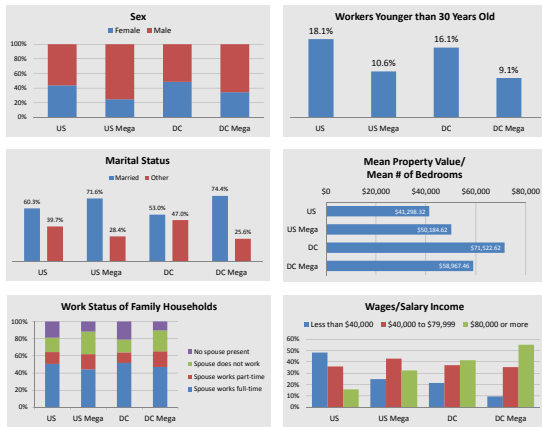 Sex
Female Male
100%
80%
60%
40%
20%
0%
US US Mega DC DC Mega
Workers Younger than 30 Years Old
18.1%
10.6%
16.1%
9.1%
US US Mega DC DC Mega
Marital Status
Married Other
60.3%
39.7%
71.6%
28.4%
53.0%
47.0%
74.4%
25.6%
US US Mega DC DC Mega
Mean Property Value/
Mean # of Bedrooms
$0 $20,000 $40,000 $60,000 $80,000
US $41,298.32
US Mega $50,184.62
DC $71,522.62
DC Mega $58,967.46
Work Status of Family Households
100%
80%
60%
40%
20%
0%
US US Mega DC DC Mega
No spouse present
Spouse does not work
Spouse works part-time
Spouse works full-time
Wages/Salary Income
Less than $40,000 $40,000 to $79,999 $80,000 or more
60%
50%
40%
30%
20%
10%
0%
US US Mega DC DC Mega